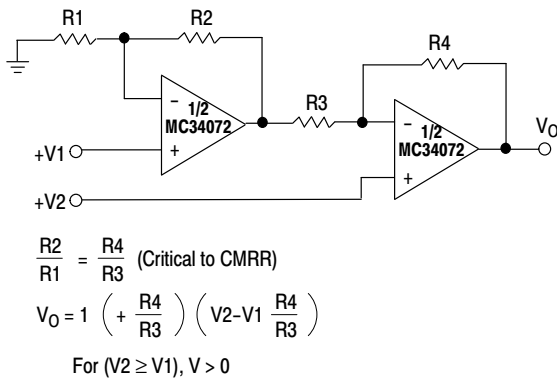 R1 R2
R4
R3
1/2
MC34072
1/2
MC34072
VO
+V1
+V2
- +
- +
R2/R1 = R4/R3 (Critical to CMRR)
VO = 1 ( + R4/R3 ) ( V2-V1 R4/R3 )
For (V2 ≥ V1), V > 0